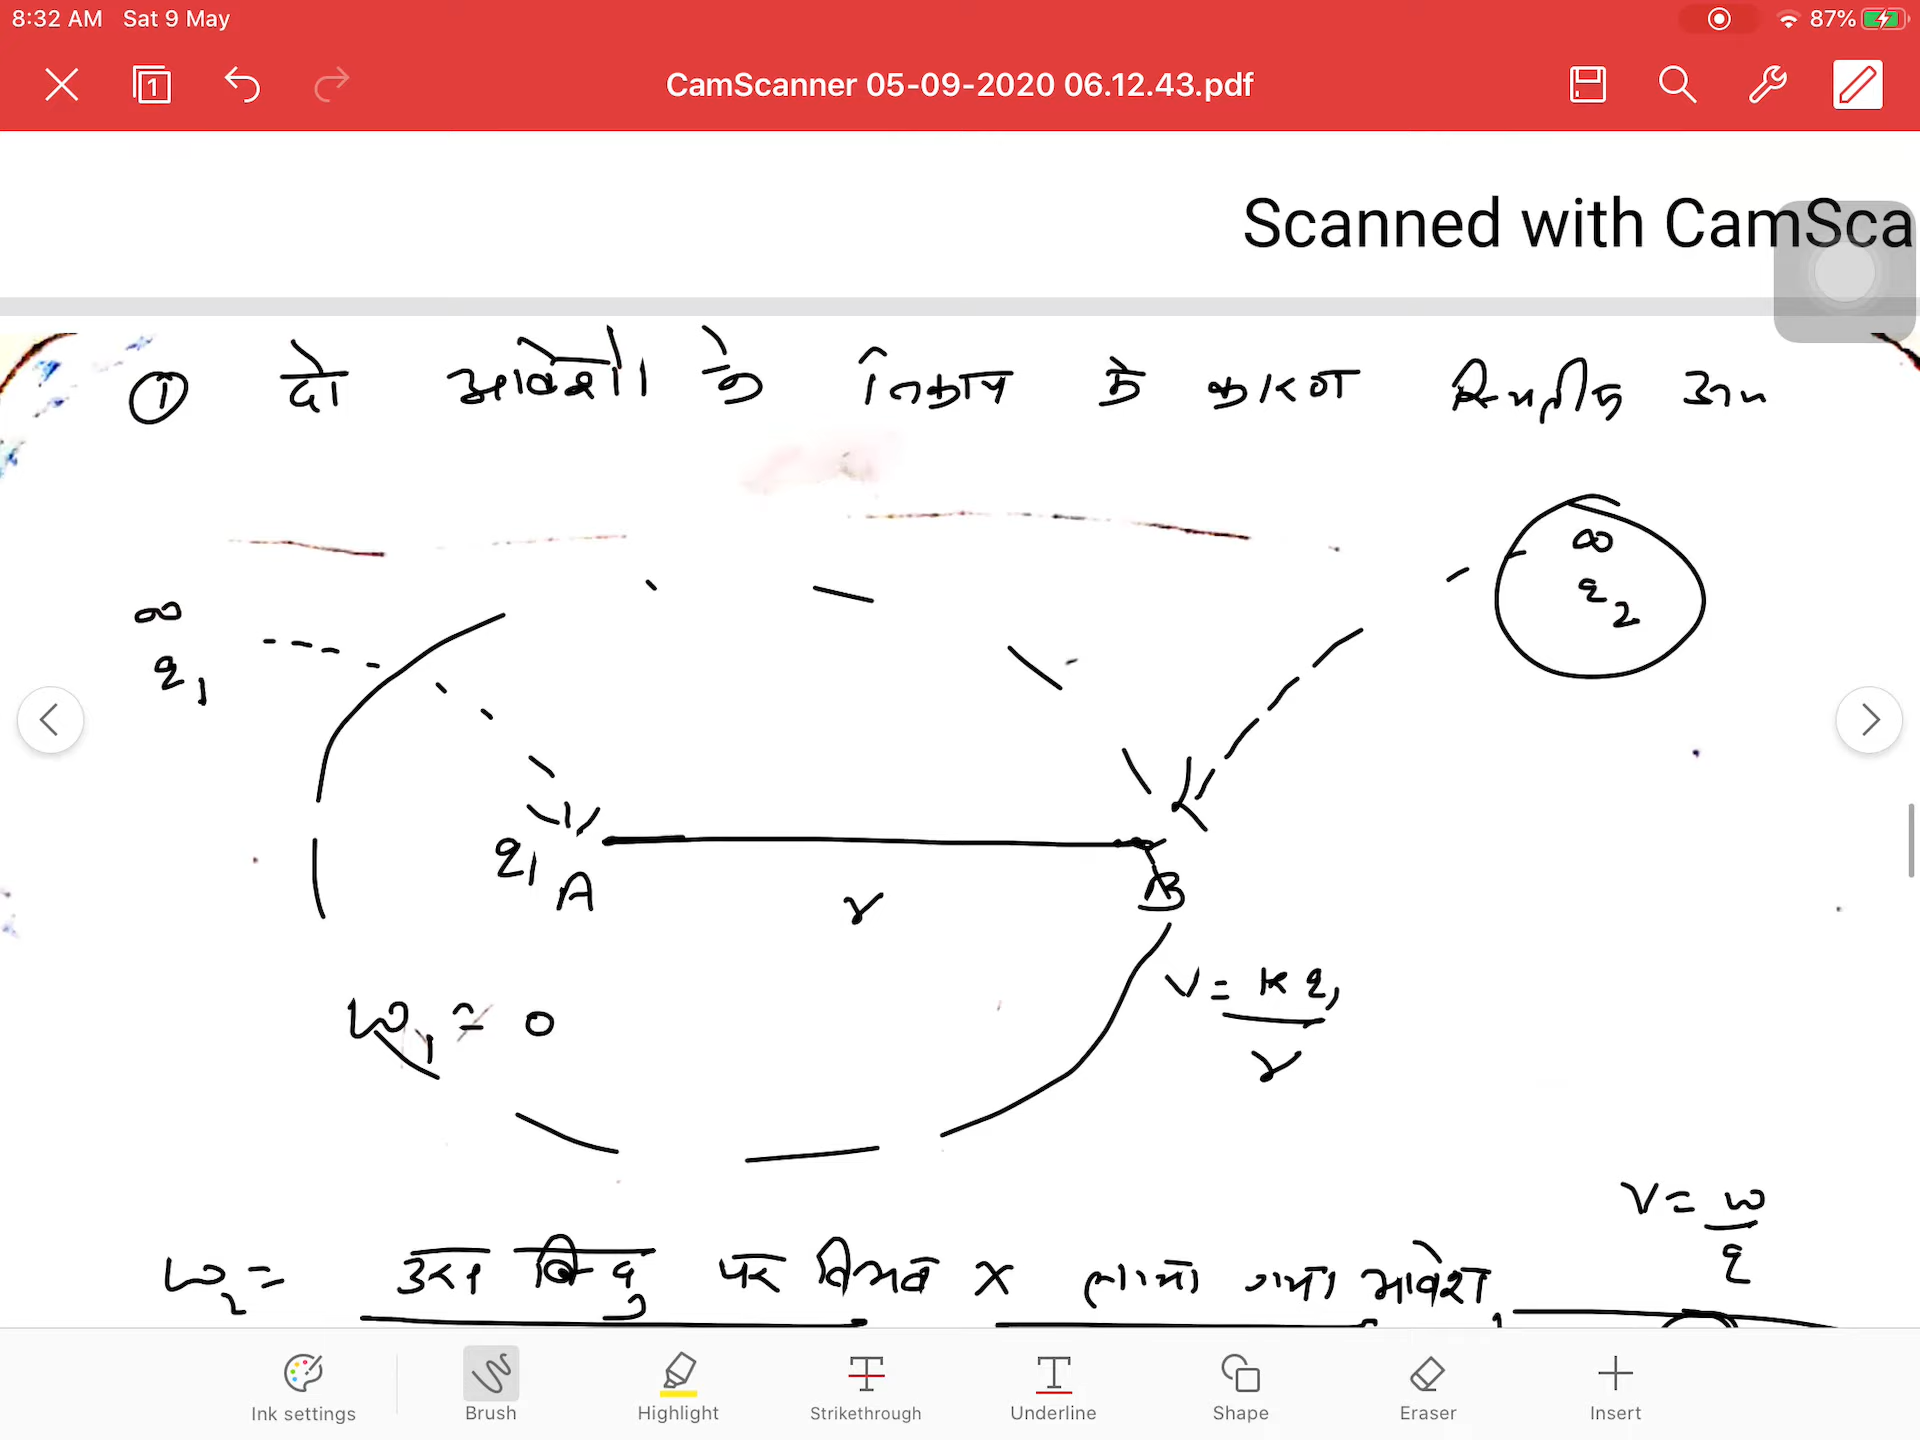 8:32 AM Sat 9 May
87%
1
CamScanner 05-09-2020 06.12.43.pdf
Scanned with CamSca
① दो आवेशों के निकाय के कारण
∞
q₂
∞
q₁
q₁ A
r
B
V = Kq₁/r
W₁ = 0
V = W/q
W₂ = उस बिंदु पर विभव × लाया गया आवेश
Ink settings Brush Highlight Strikethrough Underline Shape Eraser Insert